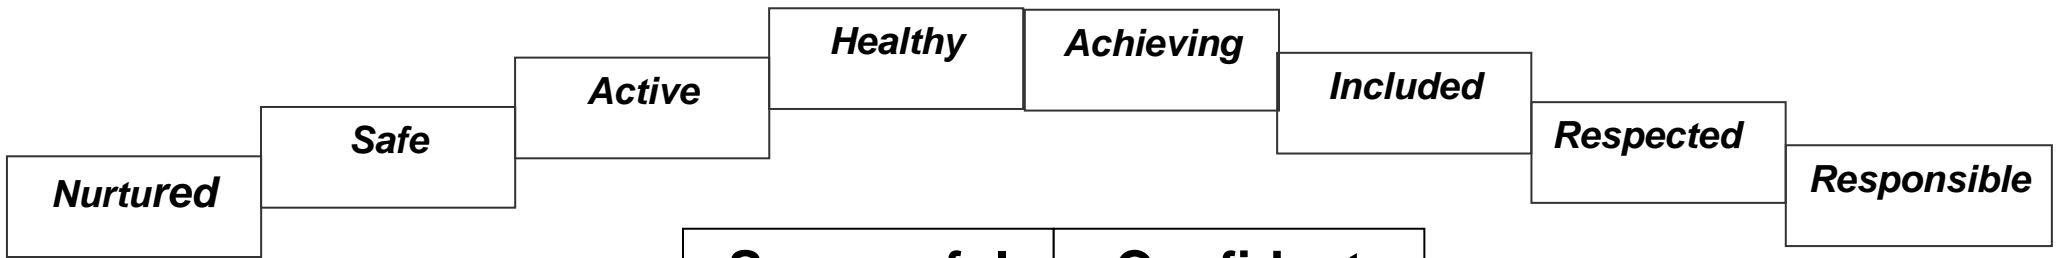 Healthy Achieving
Active Included
Safe Respected
Nurtured Responsible